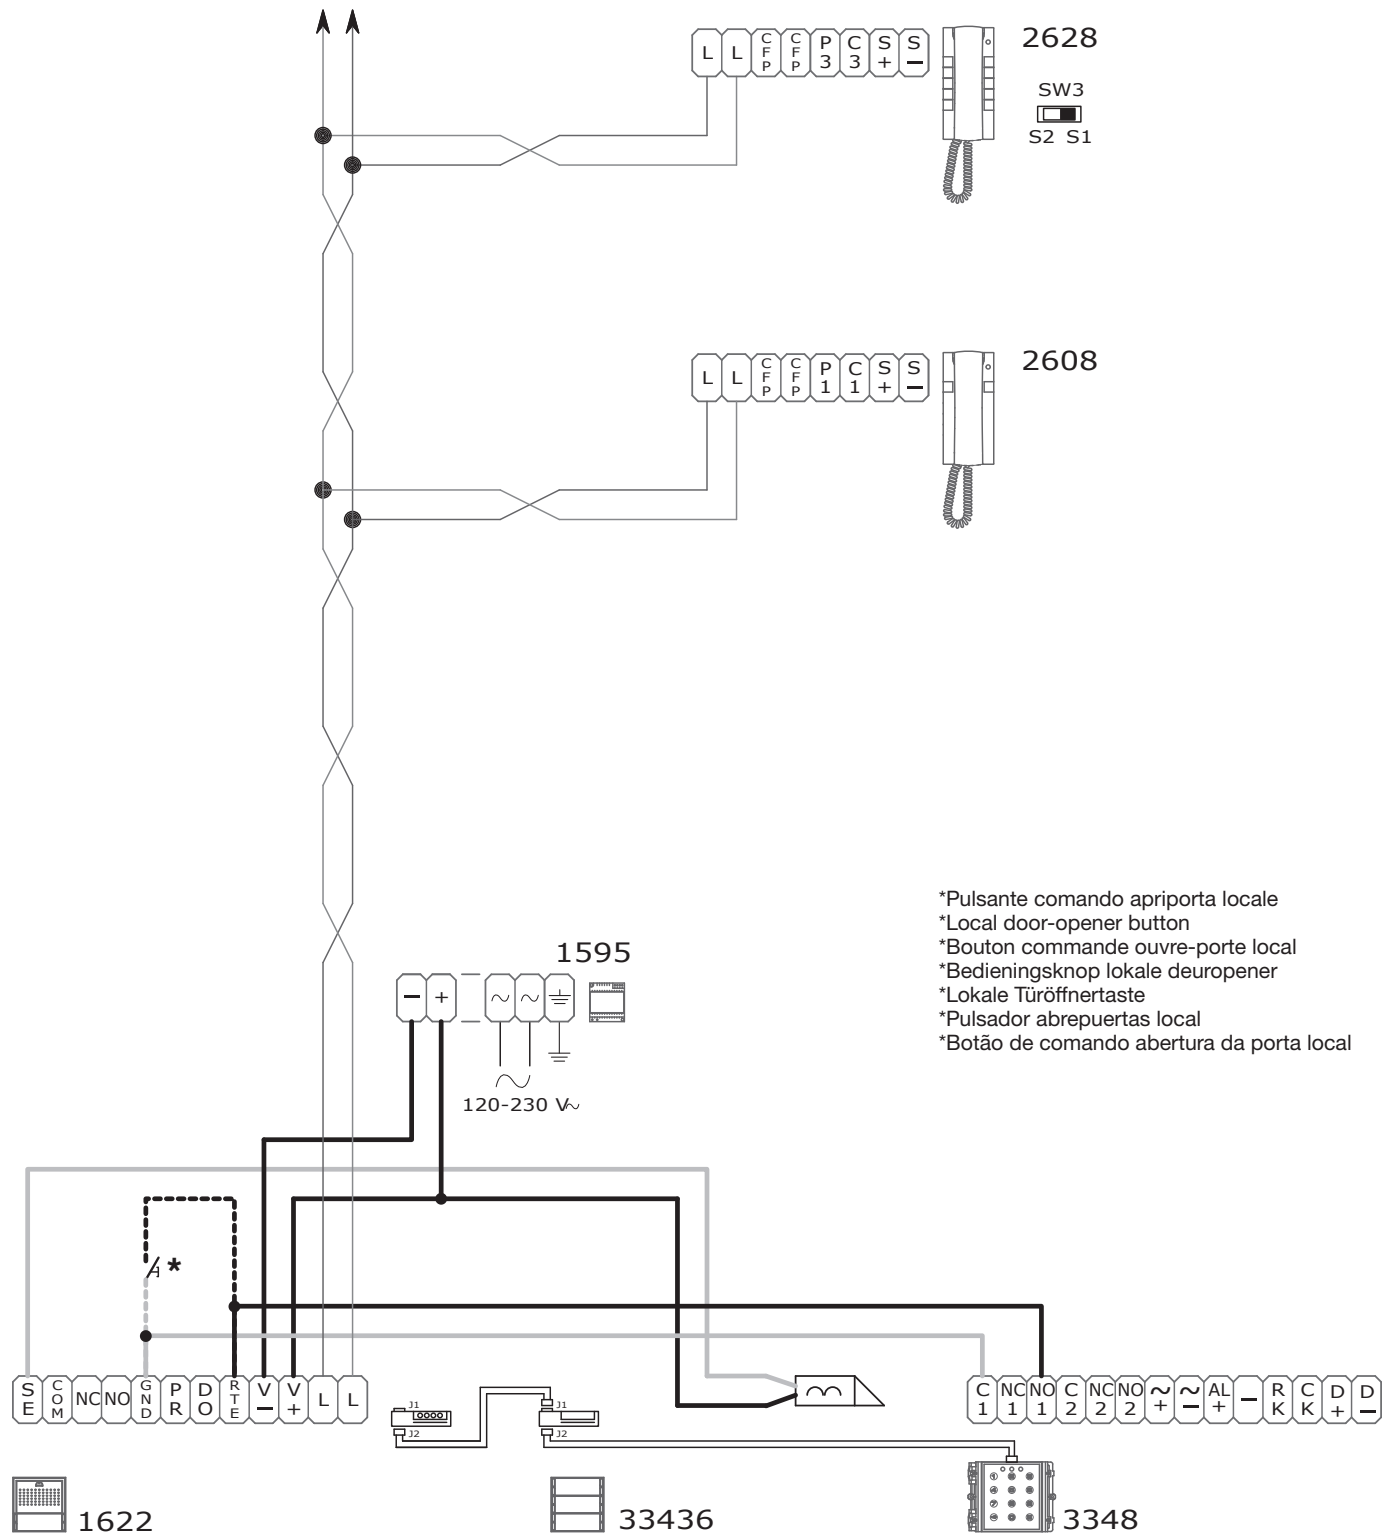 L L CFP CFP P3 C3 S+ S−
2628
SW3
S2 S1
L L CFP CFP P1 C1 S+ S−
2608
*Pulsante comando apriporta locale
*Local door-opener button
*Bouton commande ouvre-porte local
*Bedieningsknop lokale deuropener
*Lokale Türöffnertaste
*Pulsador abrepuertas local
*Botão de comando abertura da porta local
1595
− + ~ ~
120-230 V~
*
SE COM NC NO GND PR DO RTE V− V+ L L
J1
J2
J1
J2
C1 NC1 NO1 C2 NC2 NO2 ~+ ~− AL+ − RK CK D+ D−
1622
33436
3348